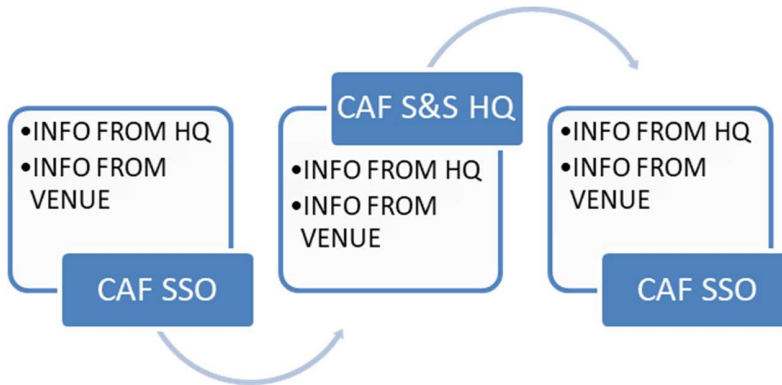 •INFO FROM HQ
•INFO FROM
VENUE
CAF SSO
CAF S&S HQ
•INFO FROM HQ
•INFO FROM
VENUE
•INFO FROM HQ
•INFO FROM
VENUE
CAF SSO